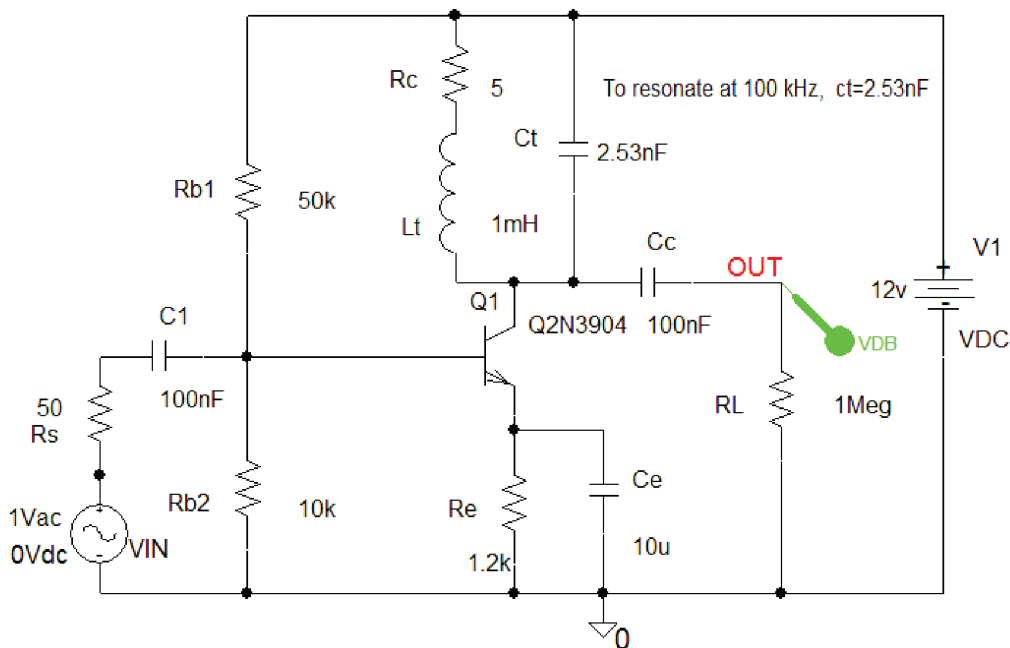 Rc
5
To resonate at 100 kHz, ct=2.53nF
Ct
2.53nF
Rb1
50k
Lt
1mH
Cc
OUT
V1
+
12v
-
Q1
Q2N3904
100nF
VDB
VDC
C1
100nF
50
Rs
RL
1Meg
Rb2
10k
Re
Ce
1Vac
0Vdc
+
-
VIN
1.2k
10u
0